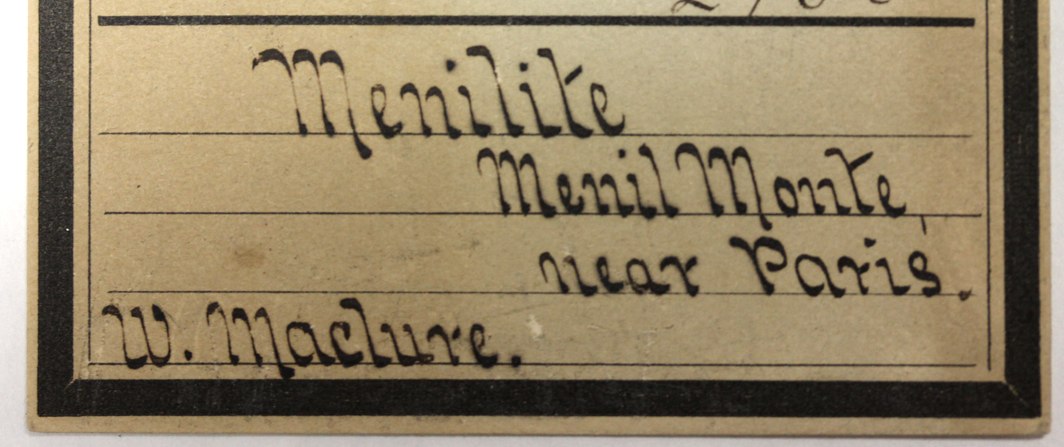 Menilite
Menil Monte,
near Paris.
W. Maclure.